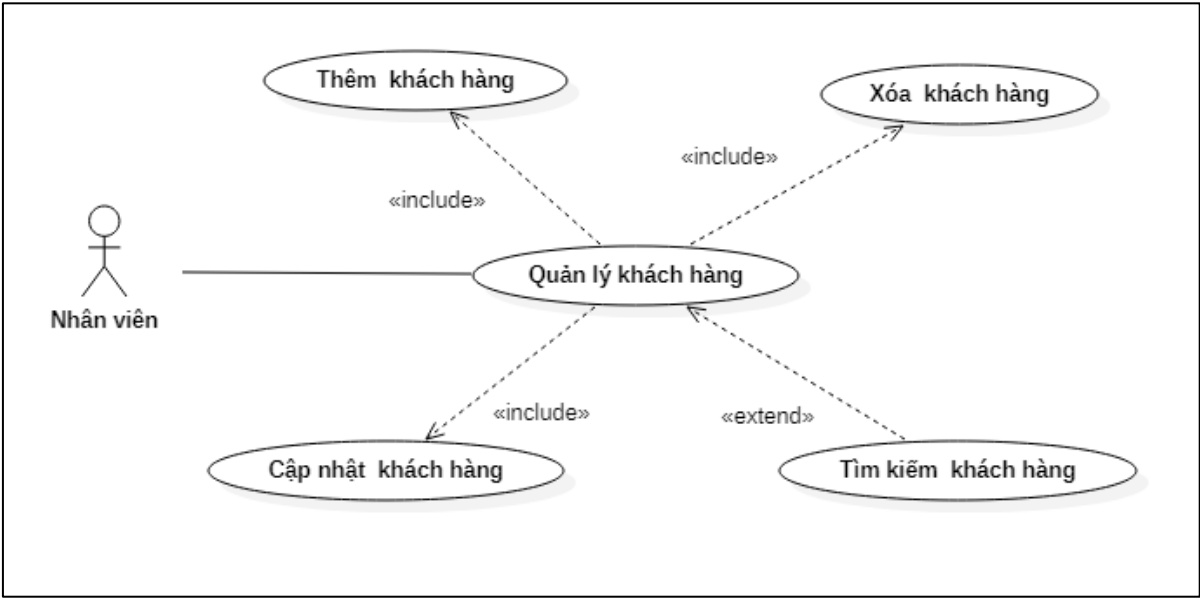 Thêm khách hàng
Xóa khách hàng
«include»
«include»
Nhân viên
Quản lý khách hàng
«include»
«extend»
Cập nhật khách hàng
Tìm kiếm khách hàng